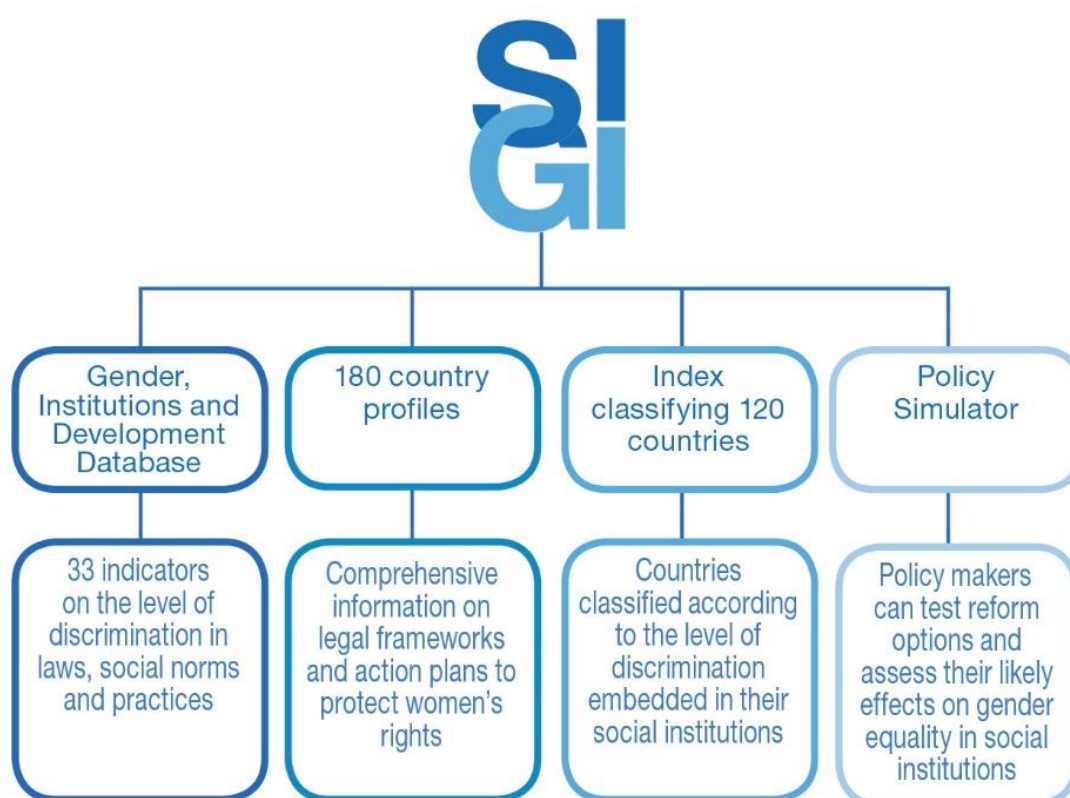 SI
GI
Gender,
Institutions and
Development
Database
180 country
profiles
Index
classifying 120
countries
Policy
Simulator
33 indicators
on the level of
discrimination in
laws, social norms
and practices
Comprehensive
information on
legal frameworks
and action plans to
protect women's
rights
Countries
classified according
to the level of
discrimination
embedded in their
social institutions
Policy makers
can test reform
options and
assess their likely
effects on gender
equality in social
institutions